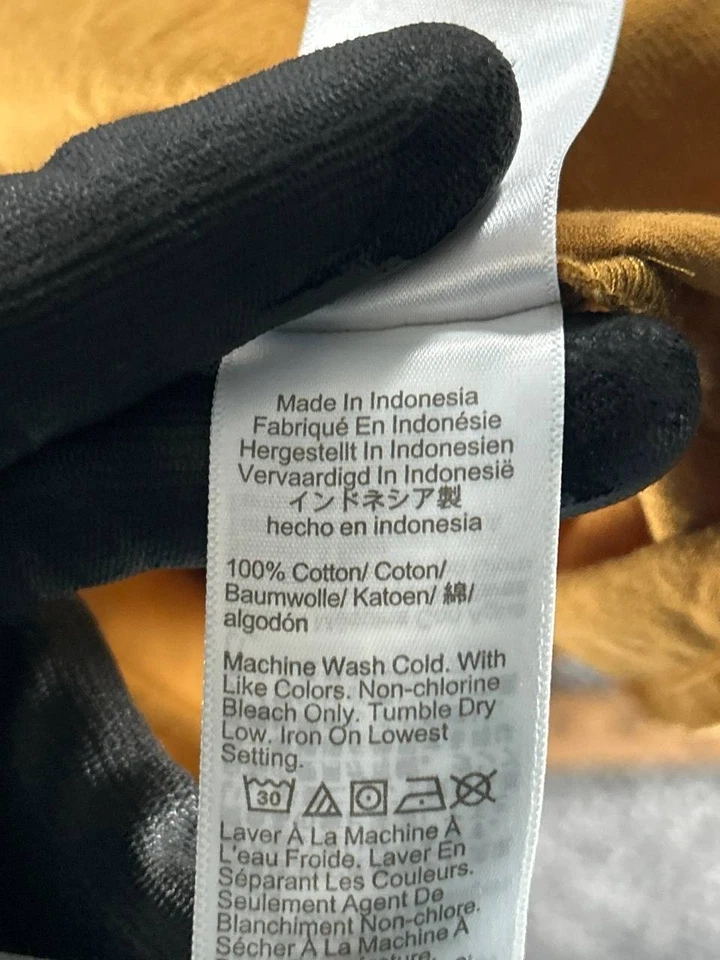 Made In Indonesia
Fabriqué En Indonésie
Hergestellt In Indonesien
Vervaardigd In Indonesië
インドネシア製
hecho en indonesia
100% Cotton/ Coton/
Baumwolle/ Katoen/ 綿/
algodón
Machine Wash Cold. With
Like Colors. Non-chlorine
Bleach Only. Tumble Dry
Low. Iron On Lowest
Setting.
30
Laver À La Machine À
L'eau Froide. Laver En
Séparant Les Couleurs.
Seulement Agent De
Blanchiment Non-chlore.
Sécher À La Machine À